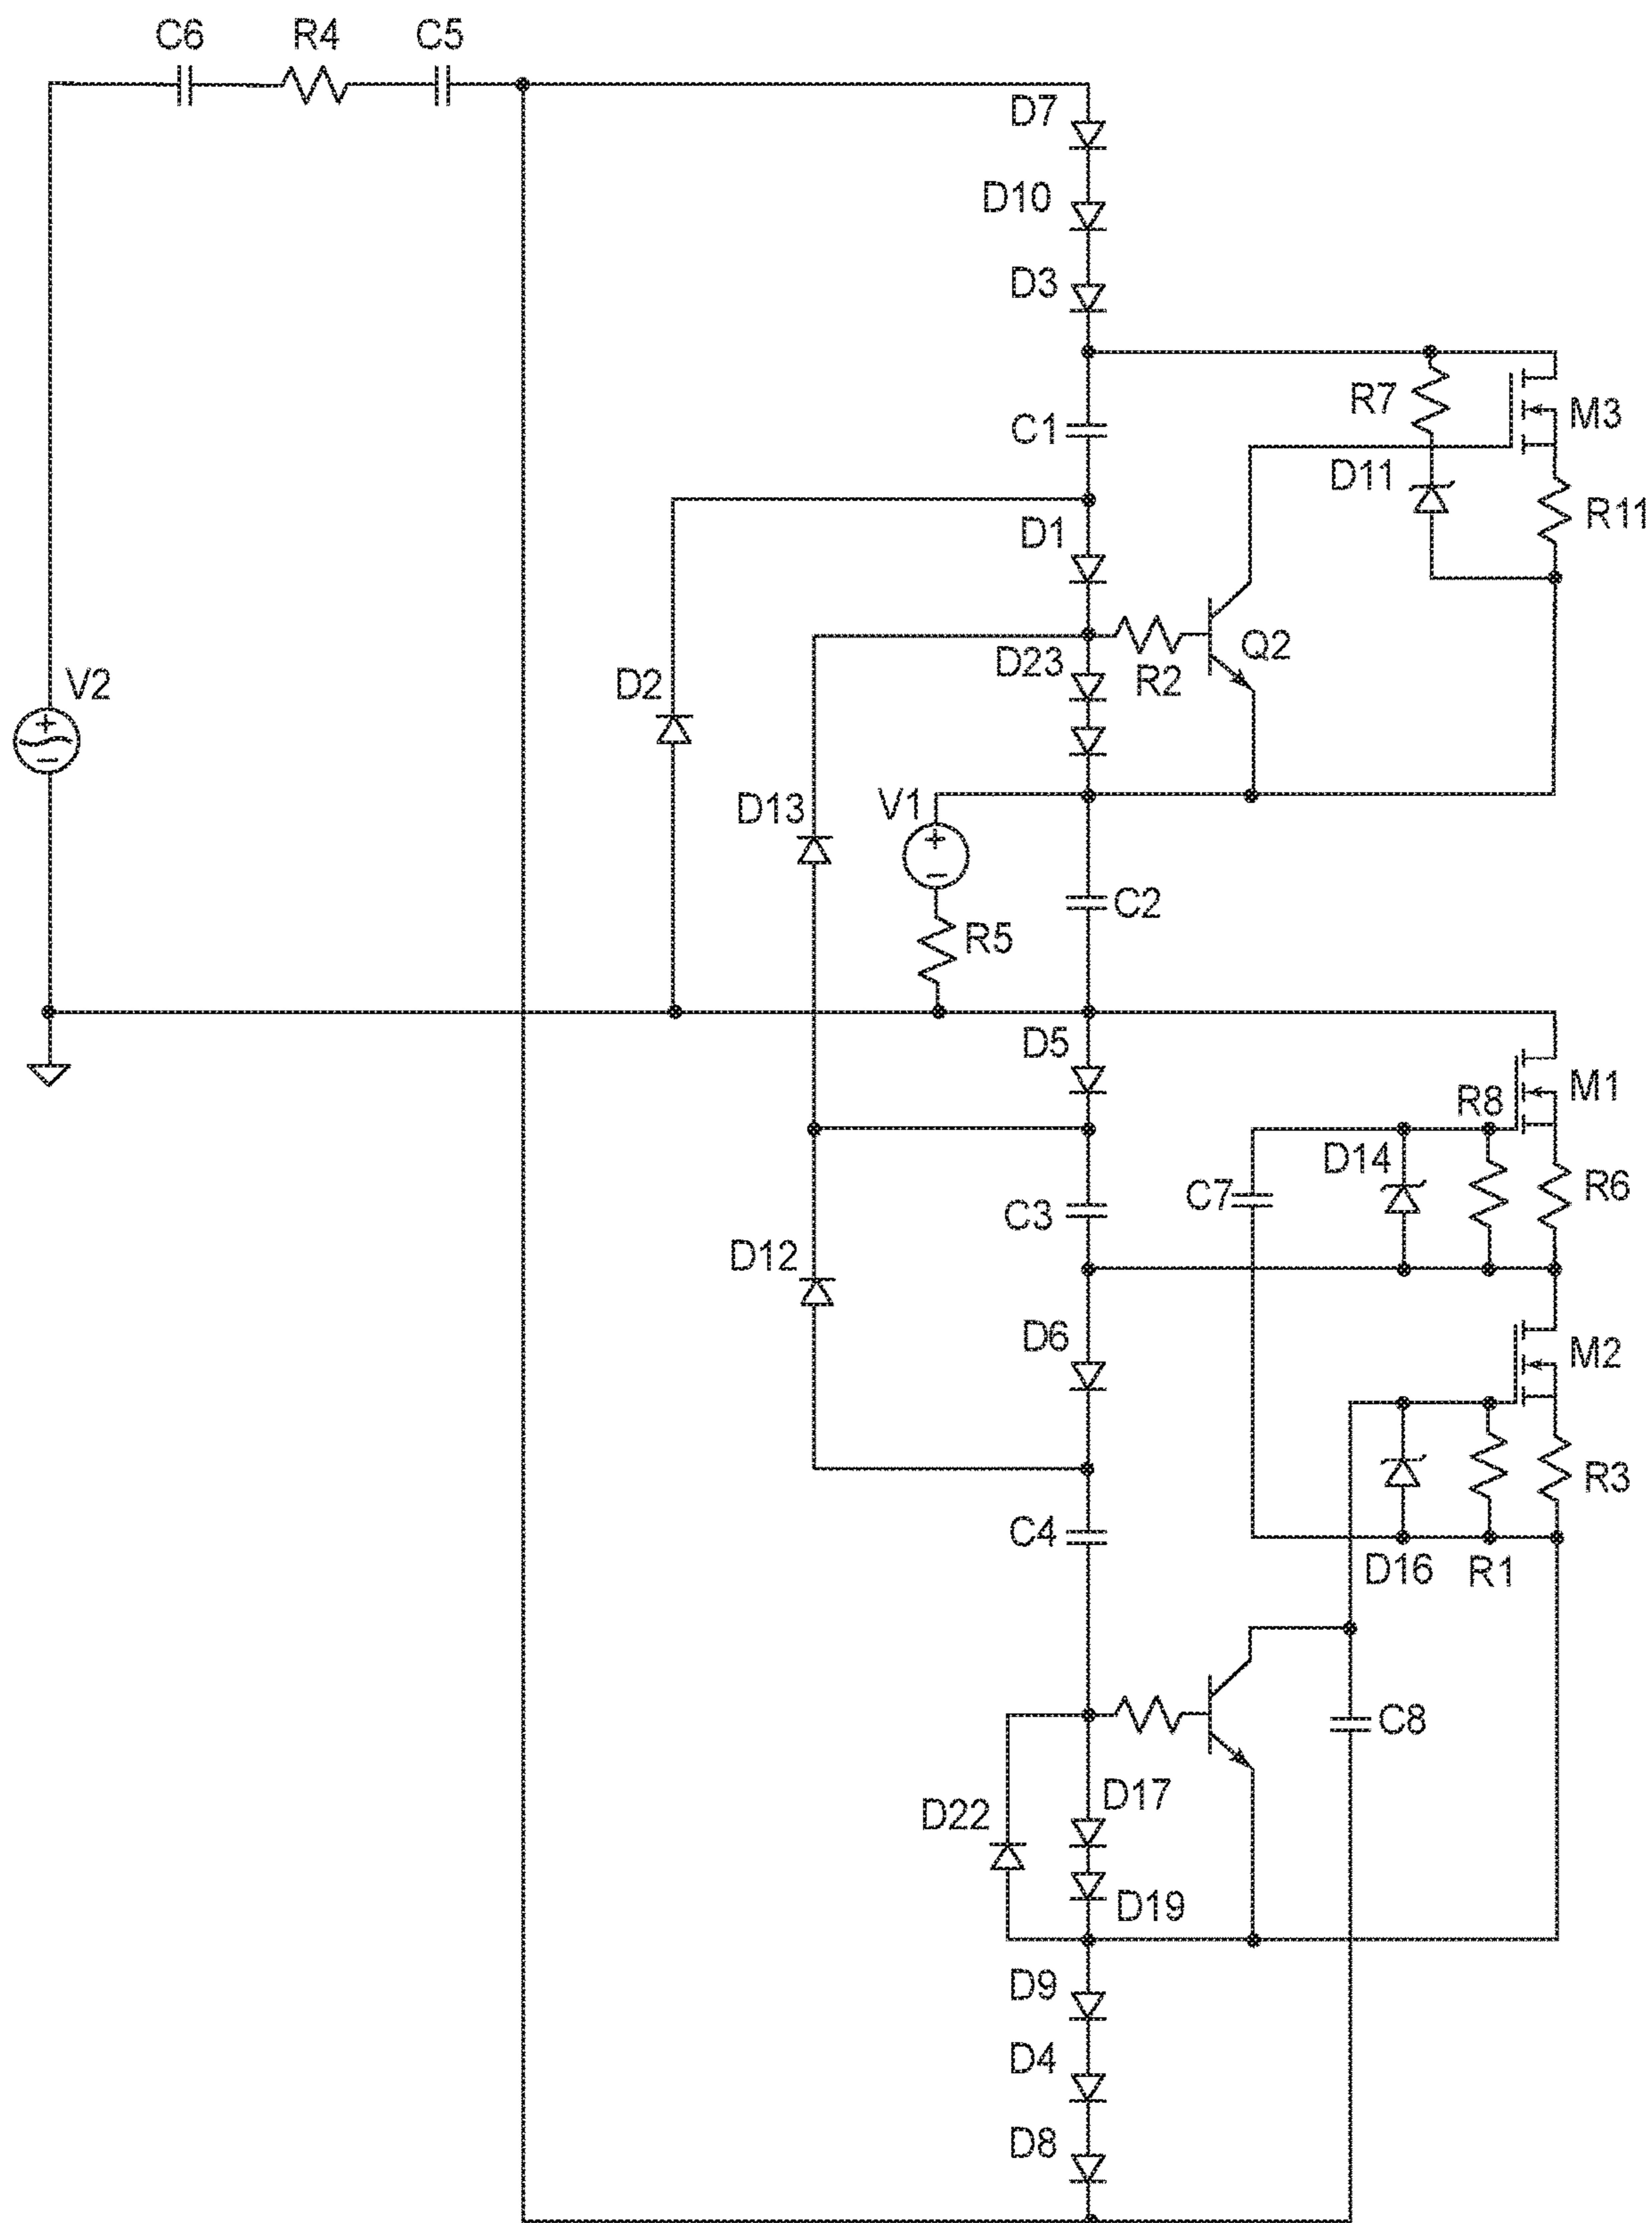 C6 R4 C5
D7
D10
D3
R7 M3
C1
D11
R11
D1
D23 R2 Q2
D2 V2
D13 V1
C2
R5
D5
M1
R8
D14
C7 R6
C3
D12
D6
M2
R3
C4
D16 R1
C8
D17
D22
D19
D9
D4
D8